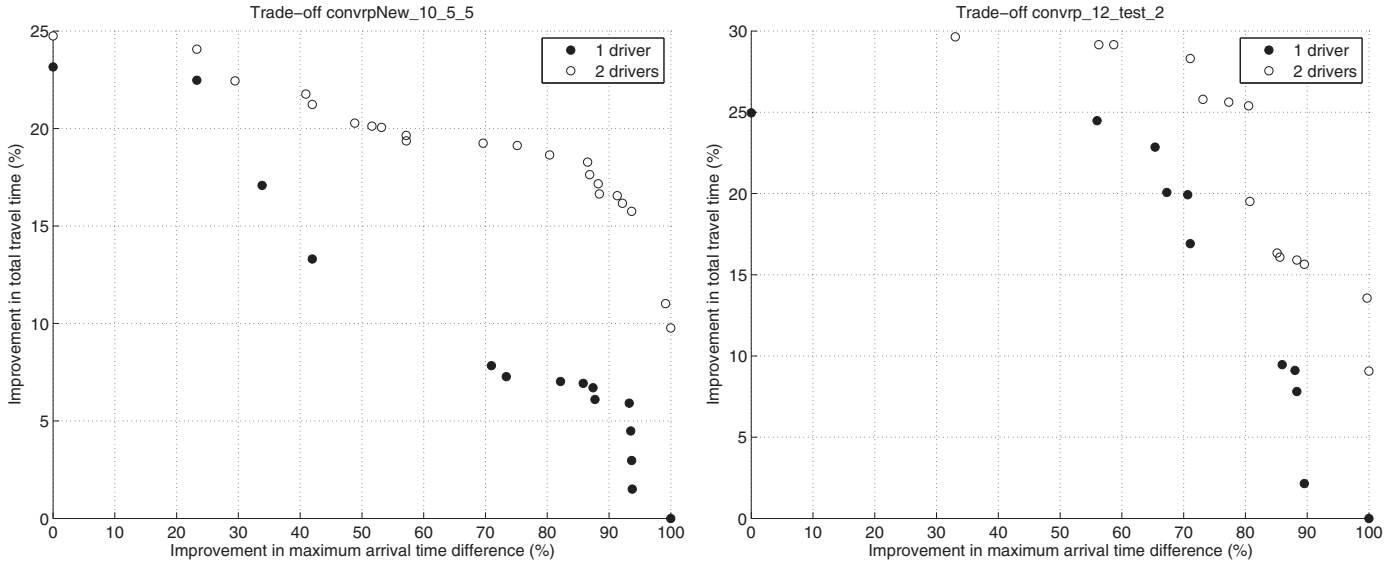 Trade−off convrpNew_10_5_5
1 driver
2 drivers
Improvement in total travel time (%)
25
20
15
10
5
0
0 10 20 30 40 50 60 70 80 90 100
Improvement in maximum arrival time difference (%)
Trade−off convrp_12_test_2
1 driver
2 drivers
Improvement in total travel time (%)
30
25
20
15
10
5
0
0 10 20 30 40 50 60 70 80 90 100
Improvement in maximum arrival time difference (%)